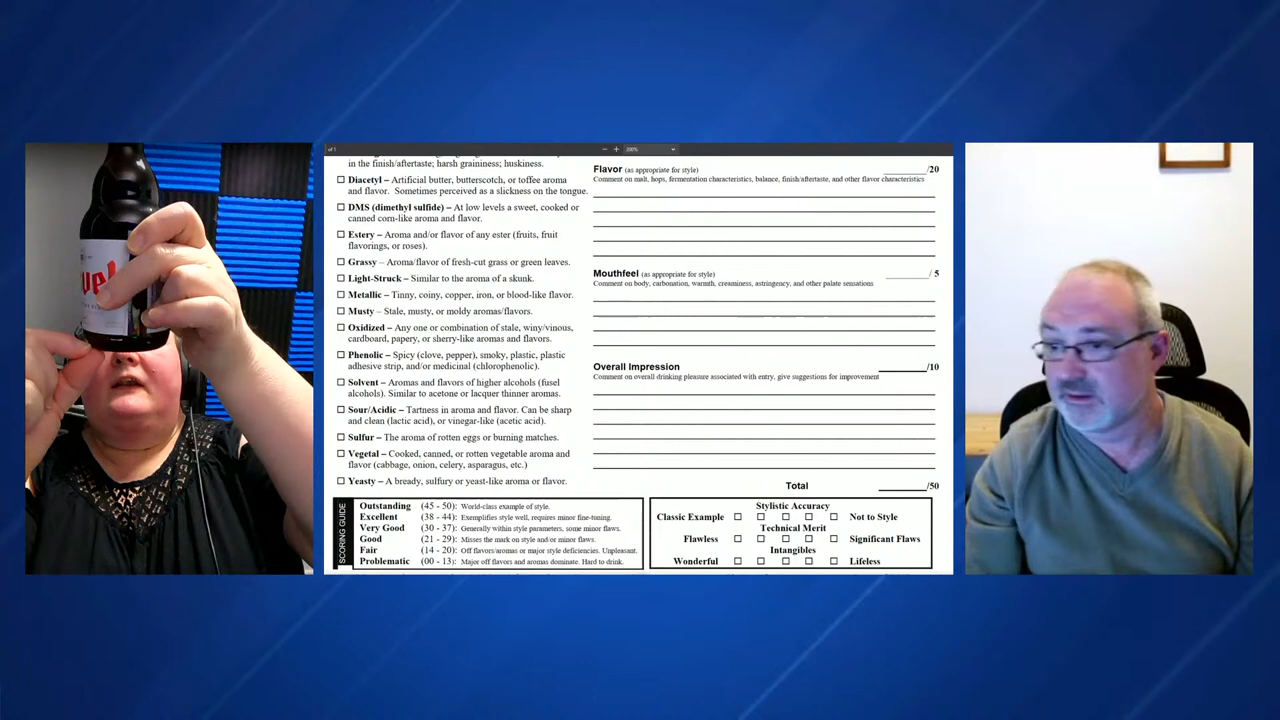 of 1
200%
in the finish/aftertaste; harsh graininess; huskiness.
☐ Diacetyl – Artificial butter, butterscotch, or toffee aroma
and flavor. Sometimes perceived as a slickness on the tongue.
☐ DMS (dimethyl sulfide) – At low levels a sweet, cooked or
canned corn-like aroma and flavor.
☐ Estery – Aroma and/or flavor of any ester (fruits, fruit
flavorings, or roses).
☐ Grassy – Aroma/flavor of fresh-cut grass or green leaves.
☐ Light-Struck – Similar to the aroma of a skunk.
☐ Metallic – Tinny, coiny, copper, iron, or blood-like flavor.
☐ Musty – Stale, musty, or moldy aromas/flavors.
☐ Oxidized – Any one or combination of stale, winy/vinous,
cardboard, papery, or sherry-like aromas and flavors.
☐ Phenolic – Spicy (clove, pepper), smoky, plastic, plastic
adhesive strip, and/or medicinal (chlorophenolic).
☐ Solvent – Aromas and flavors of higher alcohols (fusel
alcohols). Similar to acetone or lacquer thinner aromas.
☐ Sour/Acidic – Tartness in aroma and flavor. Can be sharp
and clean (lactic acid), or vinegar-like (acetic acid).
☐ Sulfur – The aroma of rotten eggs or burning matches.
☐ Vegetal – Cooked, canned, or rotten vegetable aroma and
flavor (cabbage, onion, celery, asparagus, etc.)
☐ Yeasty – A bready, sulfury or yeast-like aroma or flavor.
Flavor (as appropriate for style) ______/20
Comment on malt, hops, fermentation characteristics, balance, finish/aftertaste, and other flavor characteristics
Mouthfeel (as appropriate for style) ______/ 5
Comment on body, carbonation, warmth, creaminess, astringency, and other palate sensations
Overall Impression ______/10
Comment on overall drinking pleasure associated with entry, give suggestions for improvement
Total ______/50
SCORING GUIDE
Outstanding (45 - 50): World-class example of style.
Excellent (38 - 44): Exemplifies style well, requires minor fine-tuning.
Very Good (30 - 37): Generally within style parameters, some minor flaws.
Good (21 - 29): Misses the mark on style and/or minor flaws.
Fair (14 - 20): Off flavors/aromas or major style deficiencies. Unpleasant.
Problematic (00 - 13): Major off flavors and aromas dominate. Hard to drink.
Stylistic Accuracy
Classic Example ☐ ☐ ☐ ☐ ☐ Not to Style
Technical Merit
Flawless ☐ ☐ ☐ ☐ ☐ Significant Flaws
Intangibles
Wonderful ☐ ☐ ☐ ☐ ☐ Lifeless